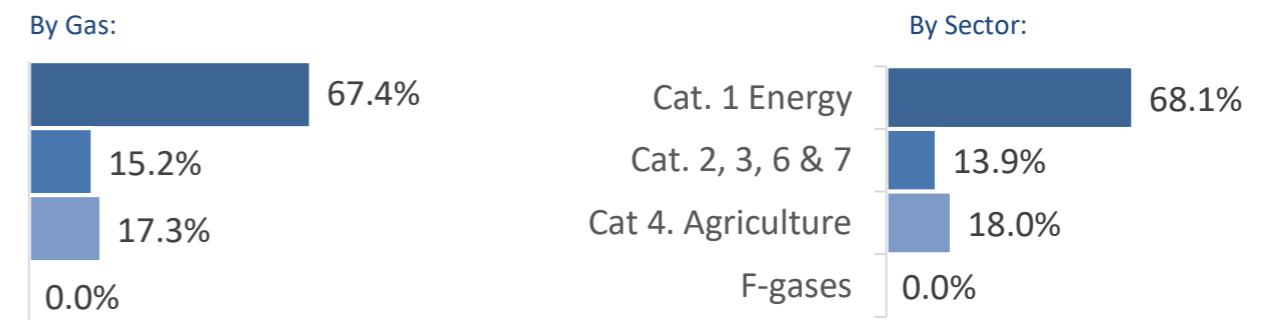 By Gas:
67.4%
15.2%
17.3%
0.0%
By Sector:
Cat. 1 Energy 68.1%
Cat. 2, 3, 6 & 7 13.9%
Cat 4. Agriculture 18.0%
F-gases 0.0%